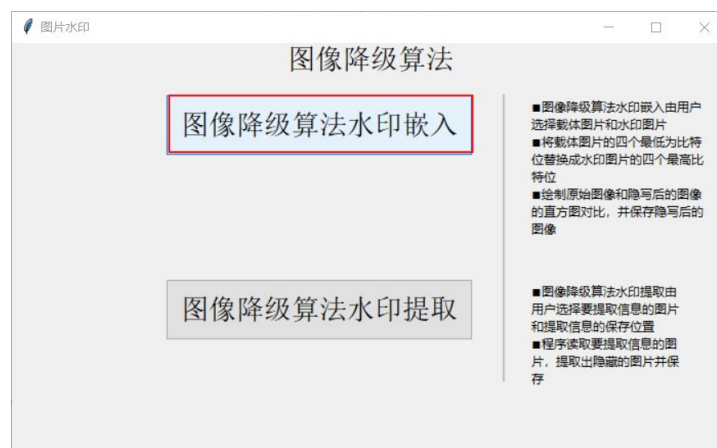 图片水印
图像降级算法
图像降级算法水印嵌入
■图像降级算法水印嵌入由用户
选择载体图片和水印图片
■将载体图片的四个最低为比特
位替换成水印图片的四个最高比
特位
■绘制原始图像和隐写后的图像
的直方图对比，并保存隐写后的
图像
图像降级算法水印提取
■图像降级算法水印提取由
用户选择要提取信息的图片
和提取信息的保存位置
■程序读取要提取信息的图
片，提取出隐藏的图片并保
存